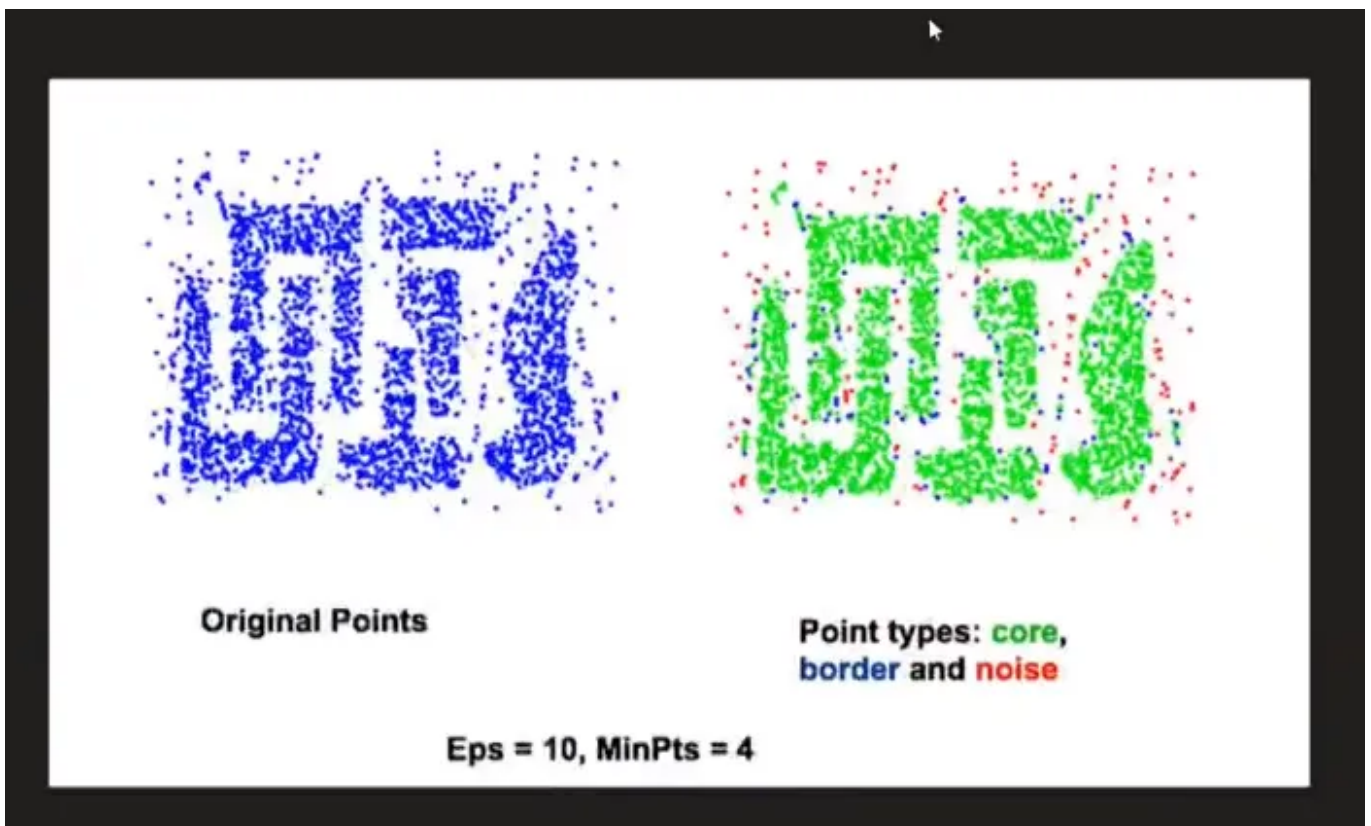 Original Points
Point types: core,
border and noise
Eps = 10, MinPts = 4